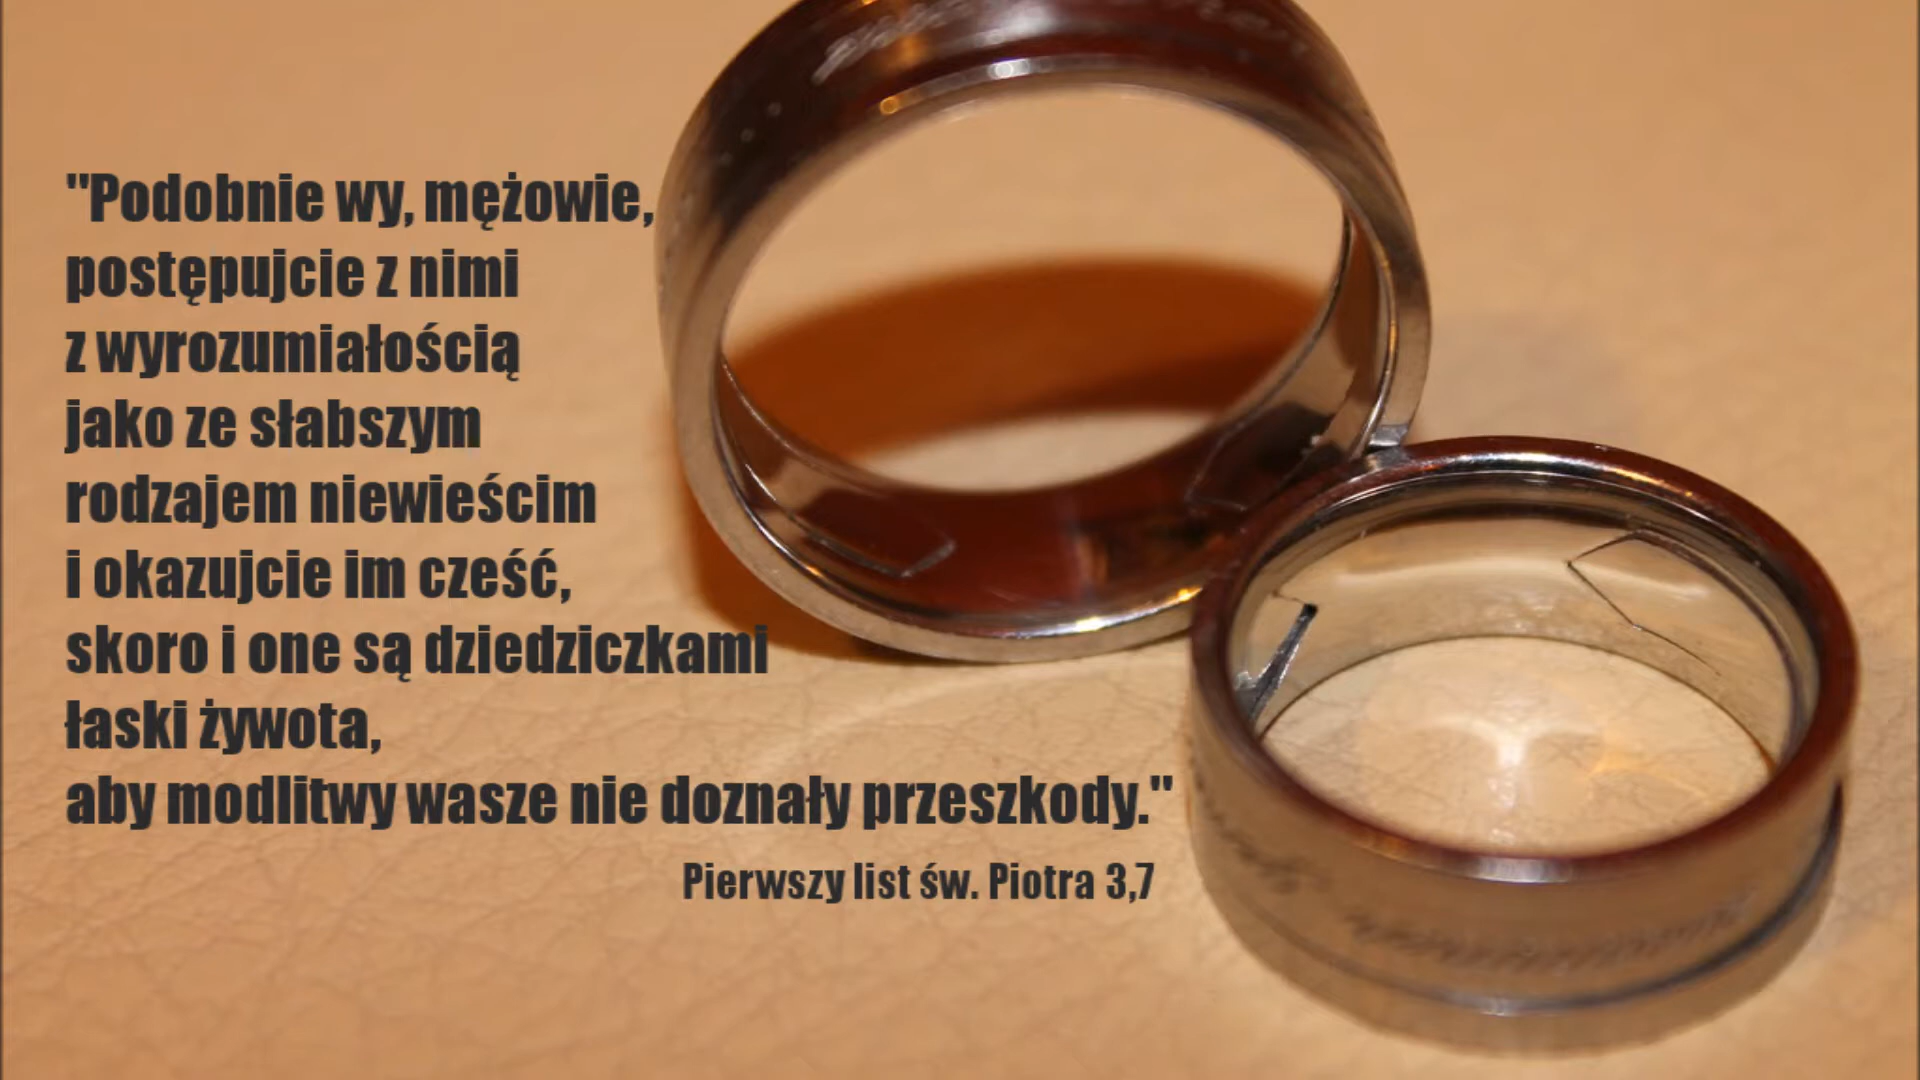 "Podobnie wy, mężowie,
postępujcie z nimi
z wyrozumiałością
jako ze słabszym
rodzajem niewieścim
i okazujcie im cześć,
skoro i one są dziedziczkami
łaski żywota,
aby modlitwy wasze nie doznały przeszkody."
Pierwszy list św. Piotra 3,7